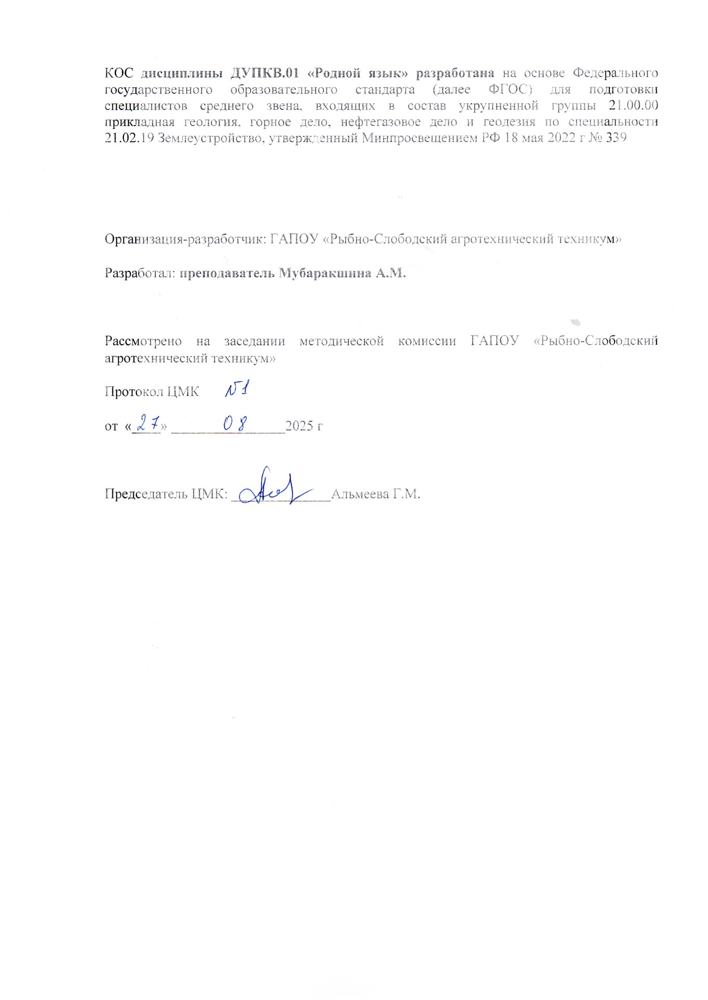 КОС дисциплины ДУПКВ.01 «Родной язык» разработана на основе Федерального
государственного образовательного стандарта (далее ФГОС) для подготовки
специалистов среднего звена, входящих в состав укрупненной группы 21.00.00
прикладная геология, горное дело, нефтегазовое дело и геодезия по специальности
21.02.19 Землеустройство, утвержденный Минпросвещением РФ 18 мая 2022 г № 339
Организация-разработчик: ГАПОУ «Рыбно-Слободский агротехнический техникум»
Разработал: преподаватель Мубаракшина А.М.
Рассмотрено на заседании методической комиссии ГАПОУ «Рыбно-Слободский
агротехнический техникум»
Протокол ЦМК №1
от «27» 08 2025 г
Председатель ЦМК: Альмеева Г.М.